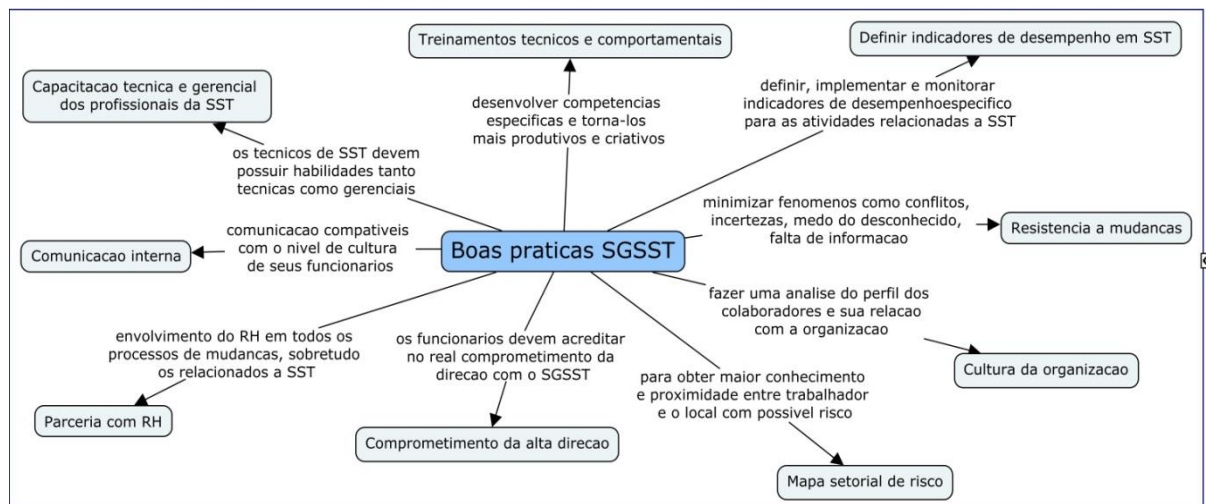 Treinamentos tecnicos e comportamentais
Definir indicadores de desempenho em SST
Capacitacao tecnica e gerencial
dos profissionais da SST
desenvolver competencias
especificas e torna-los
mais produtivos e criativos
definir, implementar e monitorar
indicadores de desempenhoespecifico
para as atividades relacionadas a SST
os tecnicos de SST devem
possuir habilidades tanto
tecnicas como gerenciais
minimizar fenomenos como conflitos,
incertezas, medo do desconhecido,
falta de informacao
Resistencia a mudancas
comunicacao compativeis
com o nivel de cultura
de seus funcionarios
Comunicacao interna
Boas praticas SGSST
fazer uma analise do perfil dos
colaboradores e sua relacao
com a organizacao
Cultura da organizacao
envolvimento do RH em todos os
processos de mudancas, sobretudo
os relacionados a SST
Parceria com RH
os funcionarios devem acreditar
no real comprometimento da
direcao com o SGSST
Comprometimento da alta direcao
para obter maior conhecimento
e proximidade entre trabalhador
e o local com possivel risco
Mapa setorial de risco